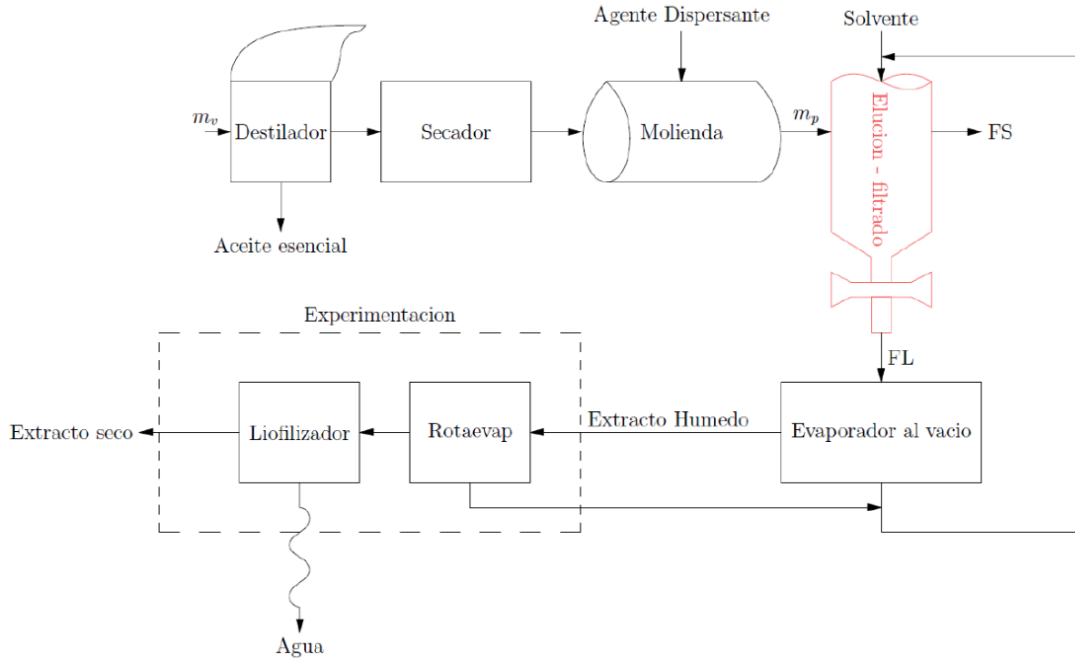 Agente Dispersante
Solvente
m_v
Destilador
Secador
Molienda
m_p
Elucion - filtrado
FS
Aceite esencial
Experimentacion
FL
Extracto seco
Liofilizador
Rotaevap
Extracto Humedo
Evaporador al vacio
Agua